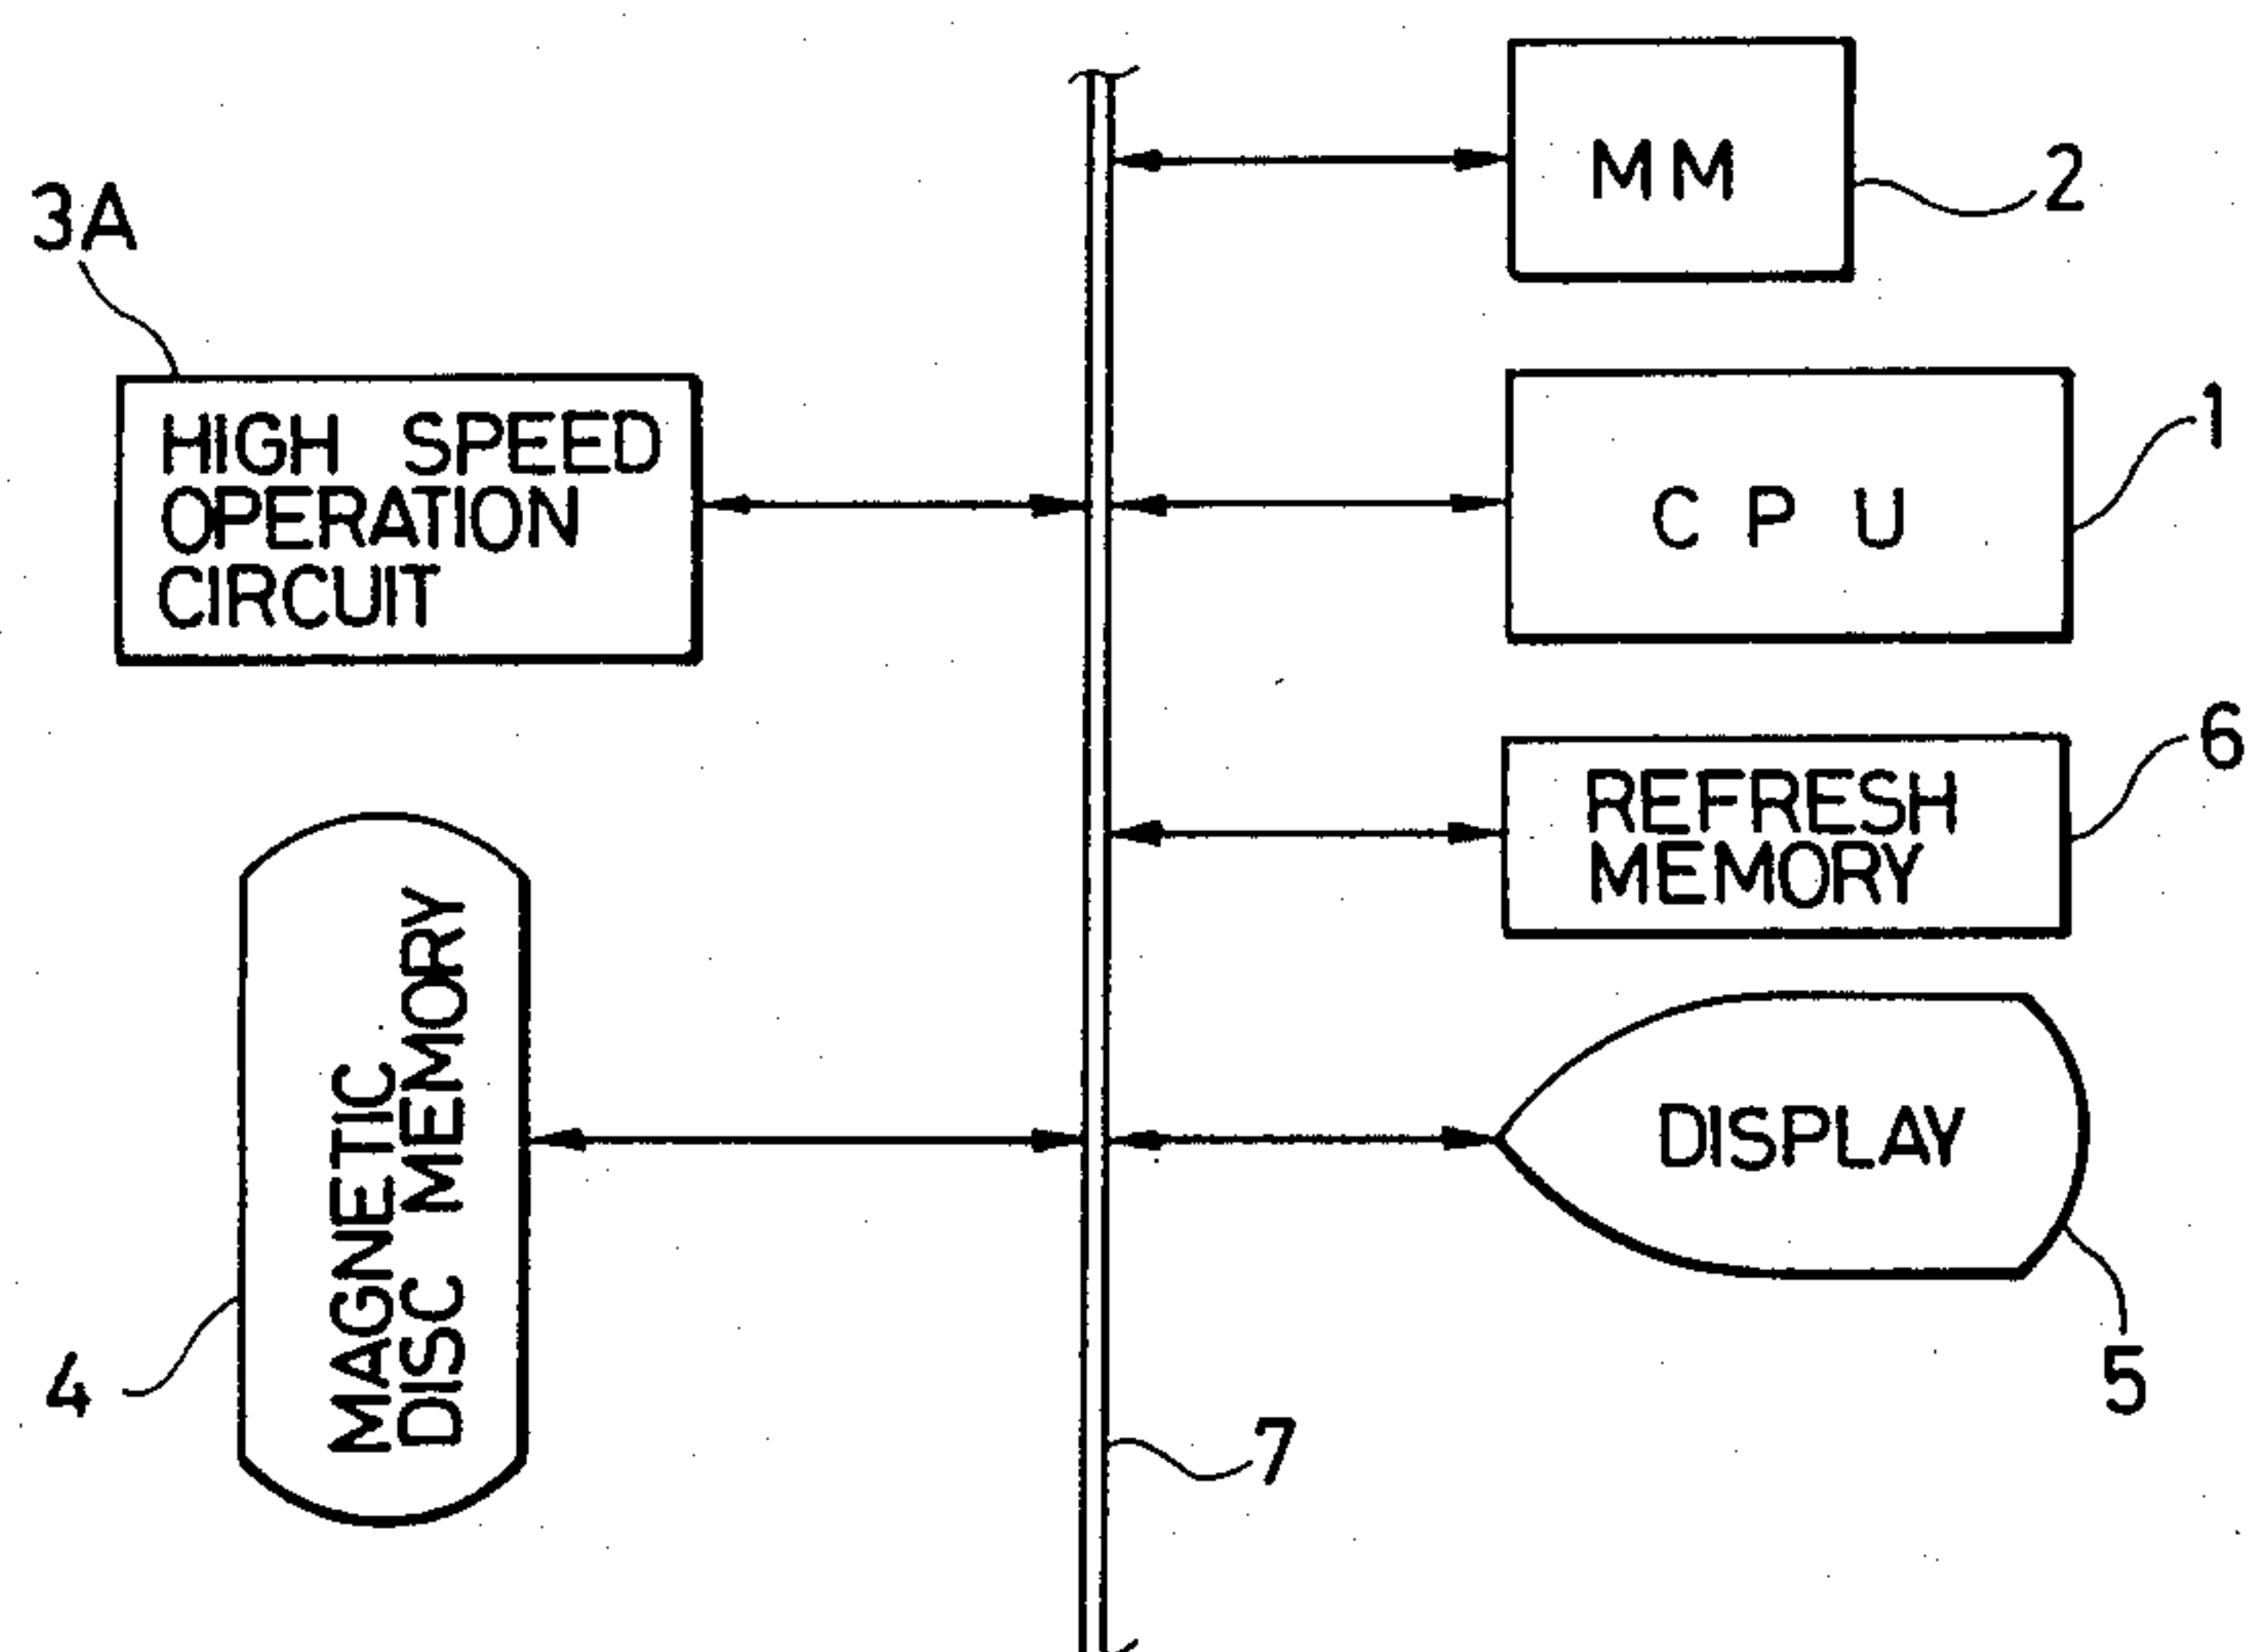 MM
2
3A
HIGH SPEED
OPERATION
CIRCUIT
CPU
1
REFRESH
MEMORY
6
MAGNETIC
DISC MEMORY
4
DISPLAY
5
7